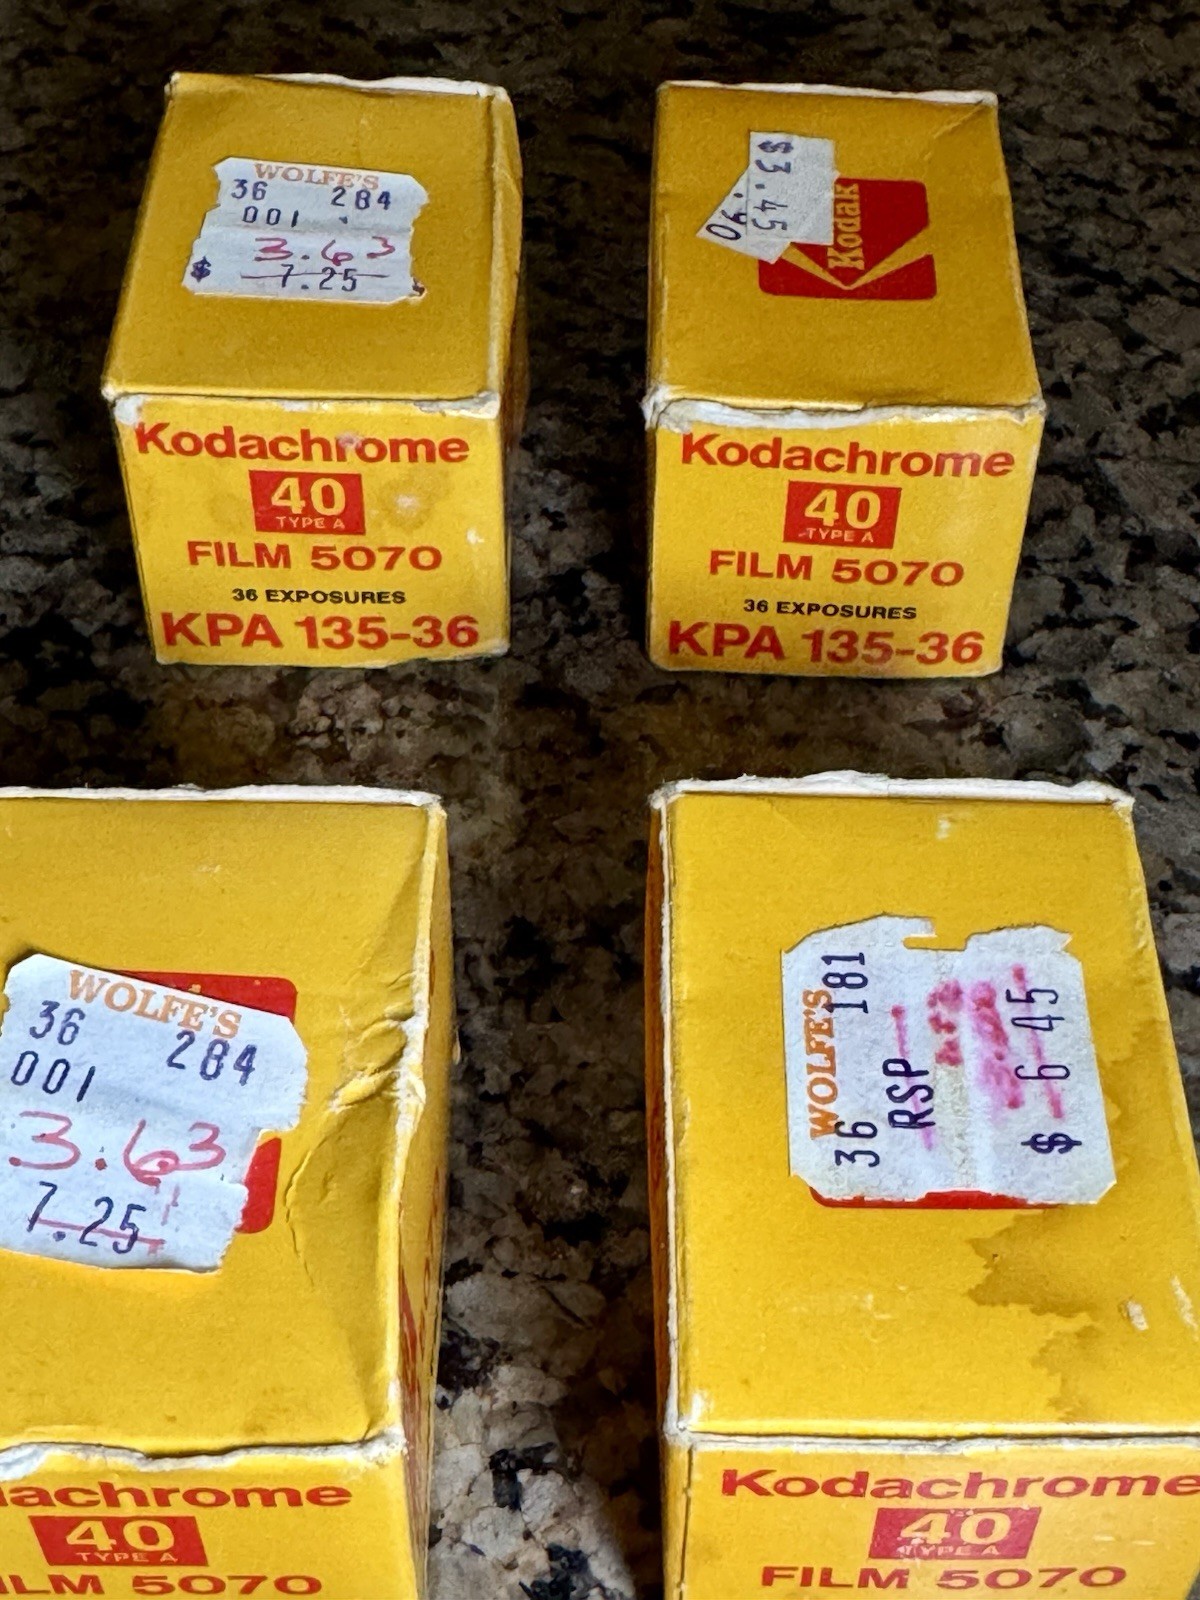 WOLFE'S
36 284
001
3.63
$ 7.25
Kodachrome
40
TYPE A
FILM 5070
36 EXPOSURES
KPA 135-36
$3.45
.90
Kodak
Kodachrome
40
TYPE A
FILM 5070
36 EXPOSURES
KPA 135-36
WOLFE'S
36 284
001
3.63
7.25
dachrome
40
TYPE A
ILM 5070
WOLFE'S
36 181
RSP
$ 6.45
Kodachrome
40
TYPE A
FILM 5070